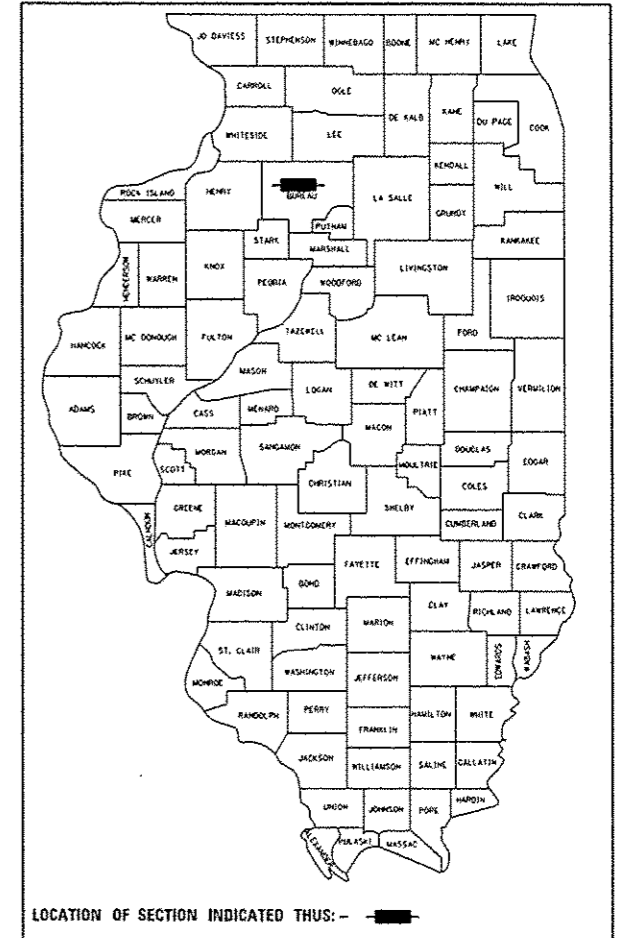 JO DAVIESS STEPHENSON WINNEBAGO BOONE MC HENRY LAKE
CARROLL OGLE DE KALB KANE DU PAGE COOK
WHITESIDE LEE
KENDALL WILL
ROCK ISLAND HENRY BUREAU LA SALLE GRUNDY
MERCER PUTNAM
STARK MARSHALL KANKAKEE
HENDERSON WARREN KNOX PEORIA WOODFORD LIVINGSTON IROQUOIS
HANCOCK MC DONOUGH FULTON TAZEWELL MC LEAN FORD
SCHUYLER MASON LOGAN DE WITT CHAMPAIGN VERMILION
ADAMS BROWN CASS MENARD MACON PIATT
MORGAN SANGAMON DOUGLAS EDGAR
PIKE SCOTT CHRISTIAN MOULTRIE COLES
GREENE MACOUPIN MONTGOMERY SHELBY CUMBERLAND CLARK
CALHOUN JERSEY
FAYETTE EFFINGHAM JASPER CRAWFORD
MADISON BOND
CLAY RICHLAND LAWRENCE
CLINTON MARION
ST. CLAIR WAYNE EDWARDS WABASH
WASHINGTON JEFFERSON
MONROE
RANDOLPH PERRY HAMILTON WHITE
FRANKLIN
JACKSON WILLIAMSON SALINE GALLATIN
UNION JOHNSON POPE HARDIN
ALEXANDER PULASKI MASSAC
LOCATION OF SECTION INDICATED THUS: -